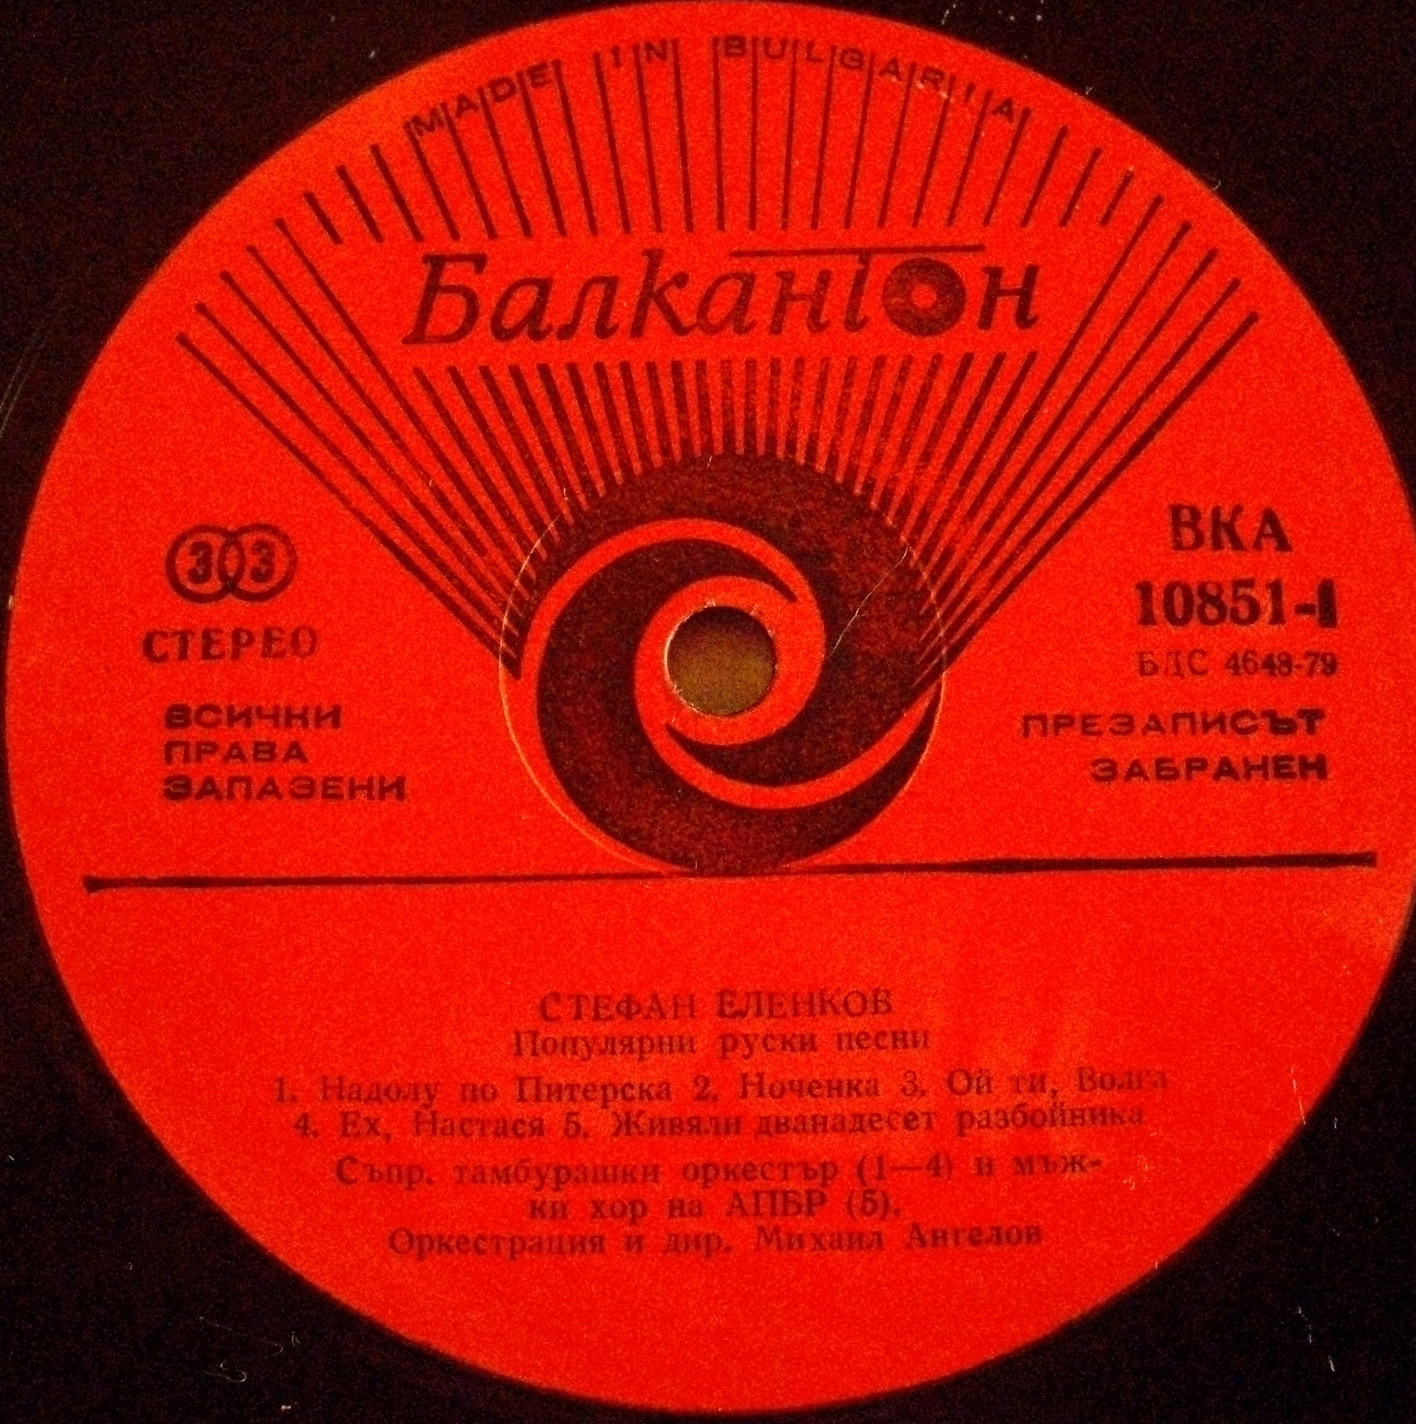 MADE IN BULGARIA
Балкантон
33
СТЕРЕО
ВСИЧКИ
ПРАВА
ЗАПАЗЕНИ
ВКА
10851-I
БДС 4648-79
ПРЕЗАПИСЪТ
ЗАБРАНЕН
СТЕФАН ЕЛЕНКОВ
Популярни руски песни
1. Надолу по Питерска 2. Ноченка 3. Ой ти, Волга
4. Ех, Настася 5. Живяли дванадесет разбойника
Съпр. тамбурашки оркестър (1—4) и мъж-
ки хор на АПБР (5).
Оркестрация и дир. Михаил Ангелов